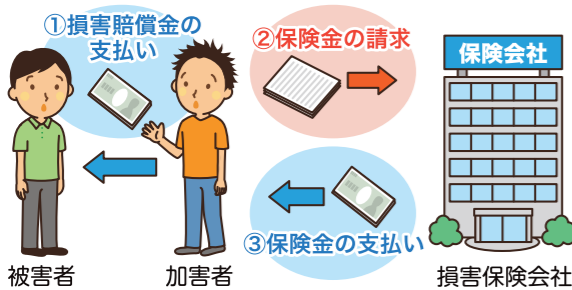 ①損害賠償金の
支払い
②保険金の請求
保険会社
③保険金の支払い
被害者
加害者
損害保険会社